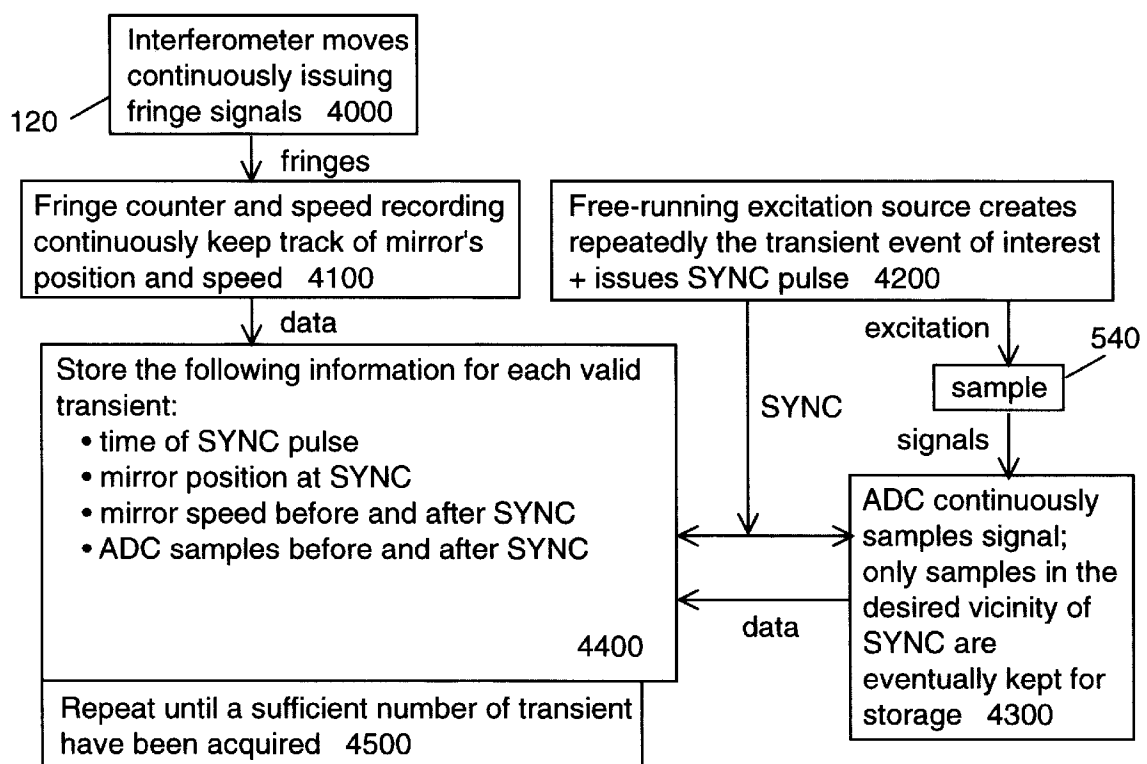 Interferometer moves
continuously issuing
fringe signals 4000
120
fringes
Fringe counter and speed recording
continuously keep track of mirror's
position and speed 4100
Free-running excitation source creates
repeatedly the transient event of interest
+ issues SYNC pulse 4200
data
excitation
540
sample
SYNC
signals
Store the following information for each valid
transient:
• time of SYNC pulse
• mirror position at SYNC
• mirror speed before and after SYNC
• ADC samples before and after SYNC
4400
ADC continuously
samples signal;
only samples in the
desired vicinity of
SYNC are
eventually kept for
storage 4300
data
Repeat until a sufficient number of transient
have been acquired 4500